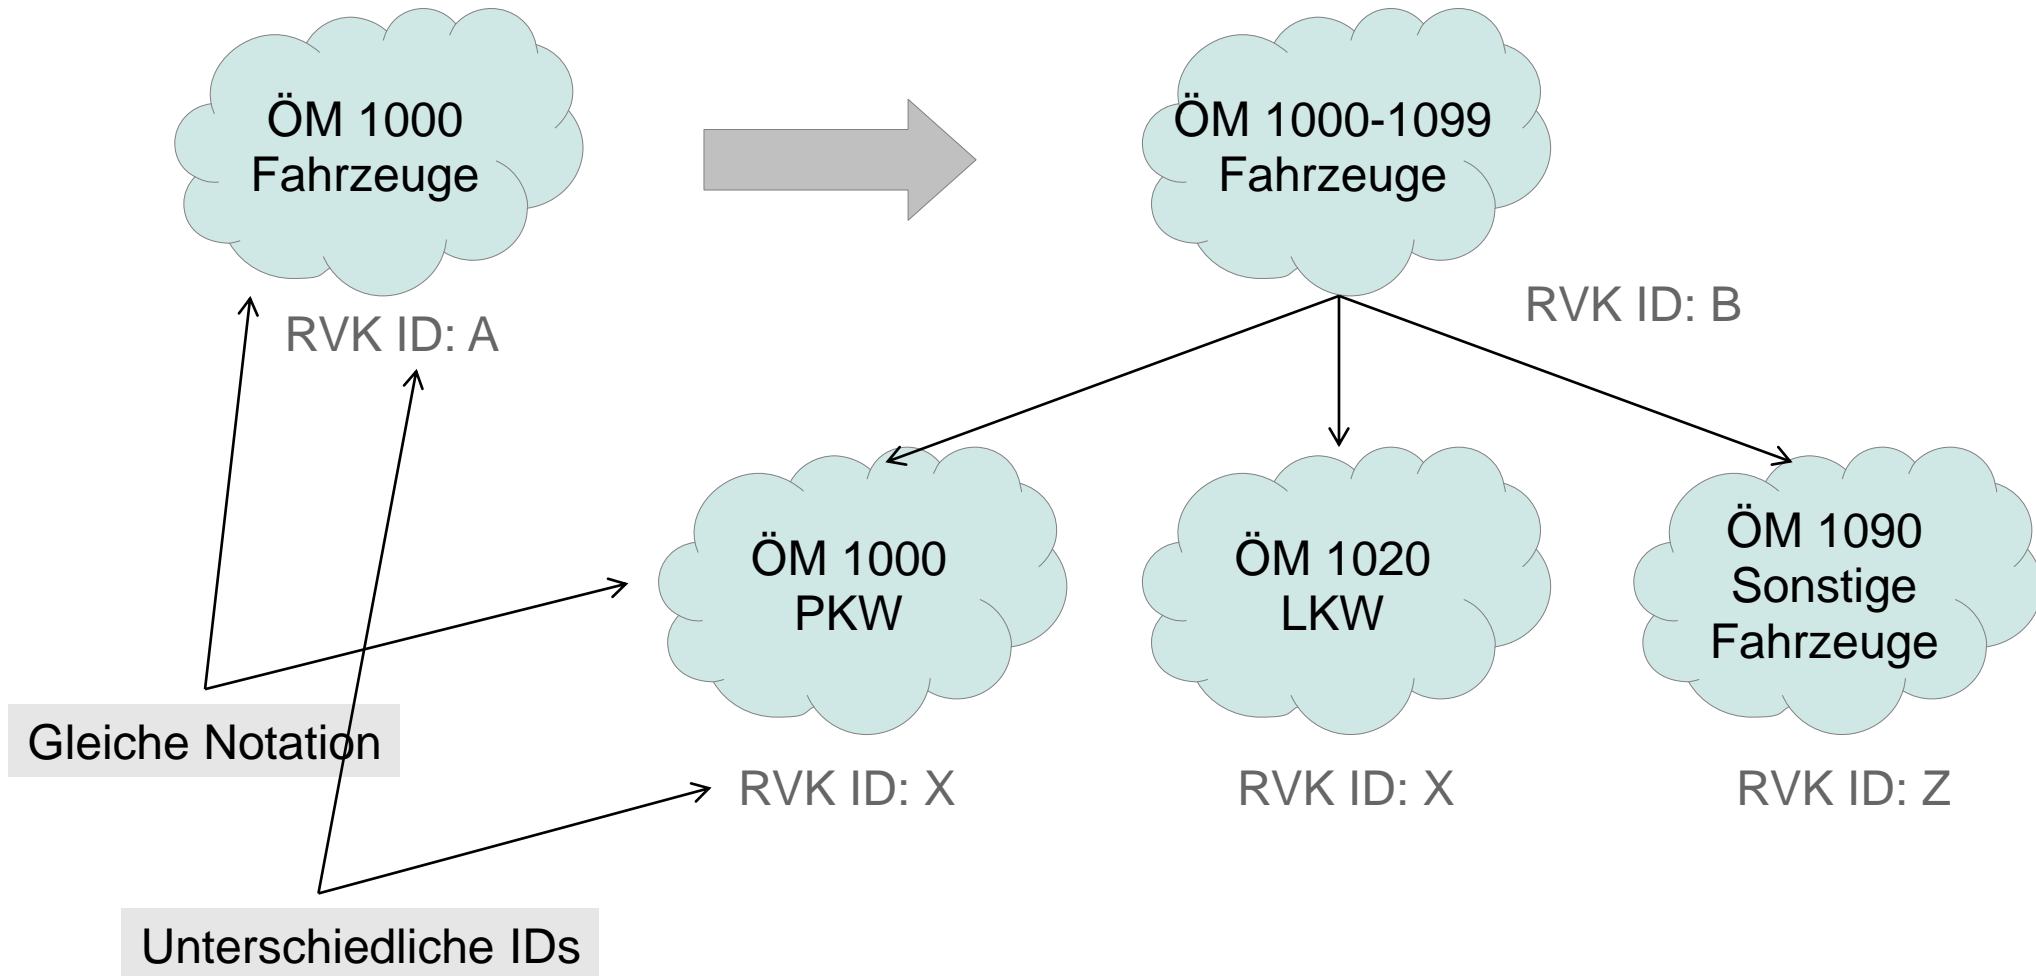 ÖM 1000
Fahrzeuge
RVK ID: A
ÖM 1000-1099
Fahrzeuge
RVK ID: B
ÖM 1000
PKW
RVK ID: X
ÖM 1020
LKW
RVK ID: X
ÖM 1090
Sonstige
Fahrzeuge
RVK ID: Z
Gleiche Notation
Unterschiedliche IDs